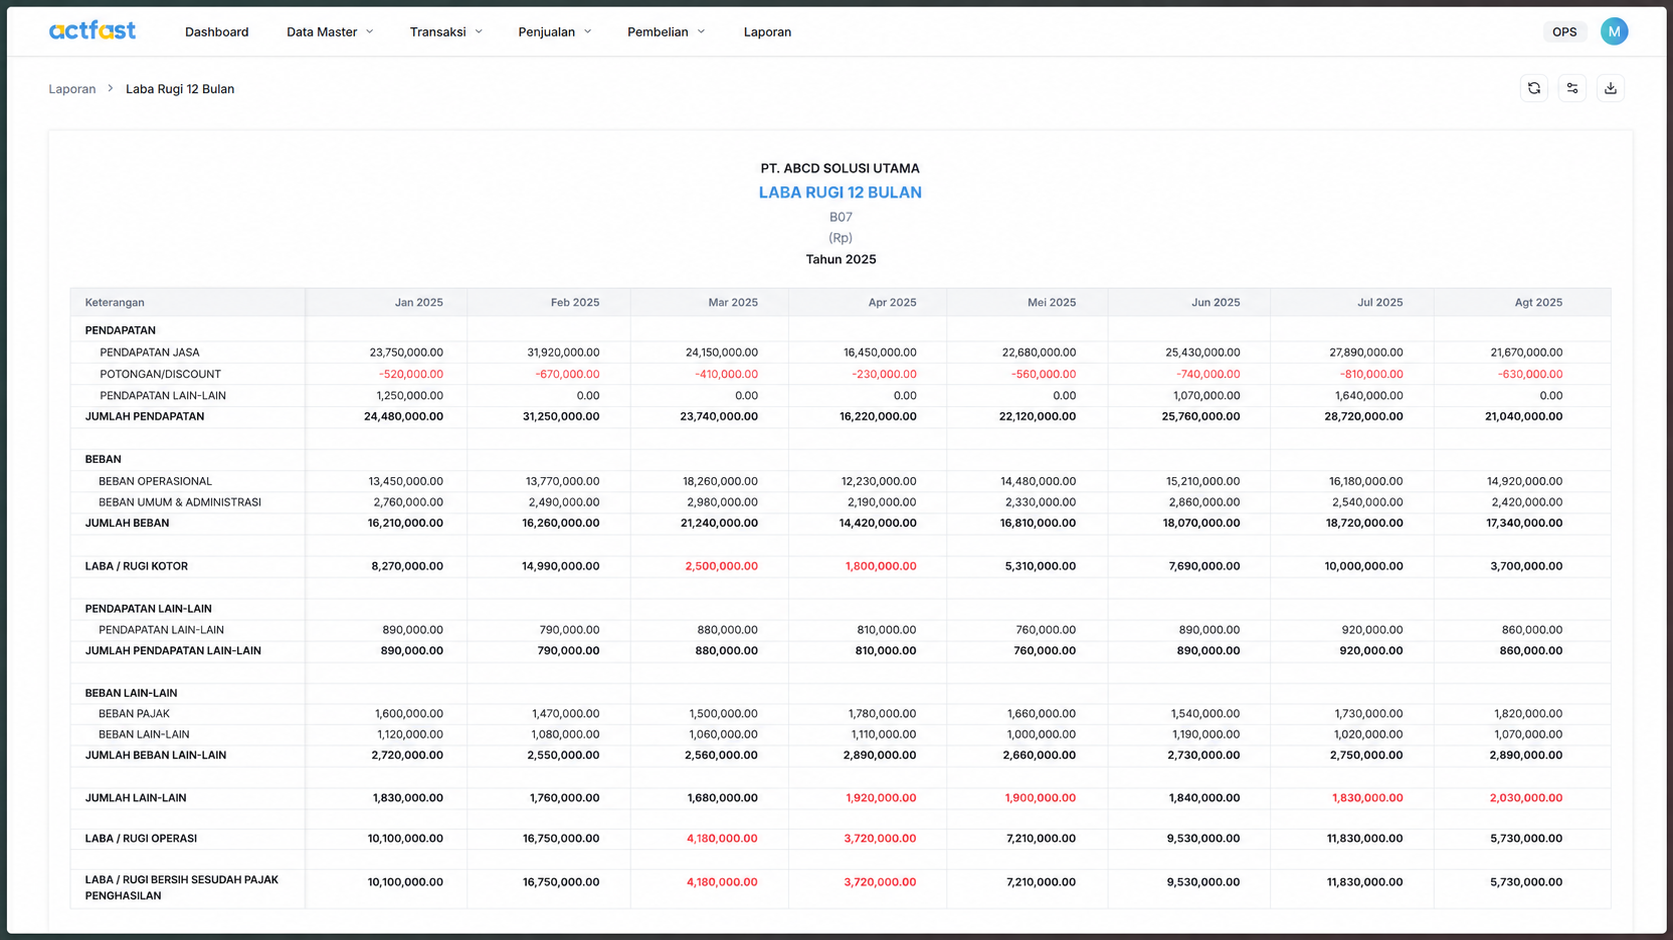 actfast Dashboard Data Master Transaksi Penjualan Pembelian Laporan OPS M
Laporan > Laba Rugi 12 Bulan
PT. ABCD SOLUSI UTAMA
LABA RUGI 12 BULAN
B07
(Rp)
Tahun 2025
Keterangan Jan 2025 Feb 2025 Mar 2025 Apr 2025 Mei 2025 Jun 2025 Jul 2025 Agt 2025
PENDAPATAN
PENDAPATAN JASA 23,750,000.00 31,920,000.00 24,150,000.00 16,450,000.00 22,680,000.00 25,430,000.00 27,890,000.00 21,670,000.00
POTONGAN/DISCOUNT -520,000.00 -670,000.00 -410,000.00 -230,000.00 -560,000.00 -740,000.00 -810,000.00 -630,000.00
PENDAPATAN LAIN-LAIN 1,250,000.00 0.00 0.00 0.00 0.00 1,070,000.00 1,640,000.00 0.00
JUMLAH PENDAPATAN 24,480,000.00 31,250,000.00 23,740,000.00 16,220,000.00 22,120,000.00 25,760,000.00 28,720,000.00 21,040,000.00
BEBAN
BEBAN OPERASIONAL 13,450,000.00 13,770,000.00 18,260,000.00 12,230,000.00 14,480,000.00 15,210,000.00 16,180,000.00 14,920,000.00
BEBAN UMUM & ADMINISTRASI 2,760,000.00 2,490,000.00 2,980,000.00 2,190,000.00 2,330,000.00 2,860,000.00 2,540,000.00 2,420,000.00
JUMLAH BEBAN 16,210,000.00 16,260,000.00 21,240,000.00 14,420,000.00 16,810,000.00 18,070,000.00 18,720,000.00 17,340,000.00
LABA / RUGI KOTOR 8,270,000.00 14,990,000.00 2,500,000.00 1,800,000.00 5,310,000.00 7,690,000.00 10,000,000.00 3,700,000.00
PENDAPATAN LAIN-LAIN
PENDAPATAN LAIN-LAIN 890,000.00 790,000.00 880,000.00 810,000.00 760,000.00 890,000.00 920,000.00 860,000.00
JUMLAH PENDAPATAN LAIN-LAIN 890,000.00 790,000.00 880,000.00 810,000.00 760,000.00 890,000.00 920,000.00 860,000.00
BEBAN LAIN-LAIN
BEBAN PAJAK 1,600,000.00 1,470,000.00 1,500,000.00 1,780,000.00 1,660,000.00 1,540,000.00 1,730,000.00 1,820,000.00
BEBAN LAIN-LAIN 1,120,000.00 1,080,000.00 1,060,000.00 1,110,000.00 1,000,000.00 1,190,000.00 1,020,000.00 1,070,000.00
JUMLAH BEBAN LAIN-LAIN 2,720,000.00 2,550,000.00 2,560,000.00 2,890,000.00 2,660,000.00 2,730,000.00 2,750,000.00 2,890,000.00
JUMLAH LAIN-LAIN 1,830,000.00 1,760,000.00 1,680,000.00 1,920,000.00 1,900,000.00 1,840,000.00 1,830,000.00 2,030,000.00
LABA / RUGI OPERASI 10,100,000.00 16,750,000.00 4,180,000.00 3,720,000.00 7,210,000.00 9,530,000.00 11,830,000.00 5,730,000.00
LABA / RUGI BERSIH SESUDAH PAJAK 10,100,000.00 16,750,000.00 4,180,000.00 3,720,000.00 7,210,000.00 9,530,000.00 11,830,000.00 5,730,000.00
PENGHASILAN